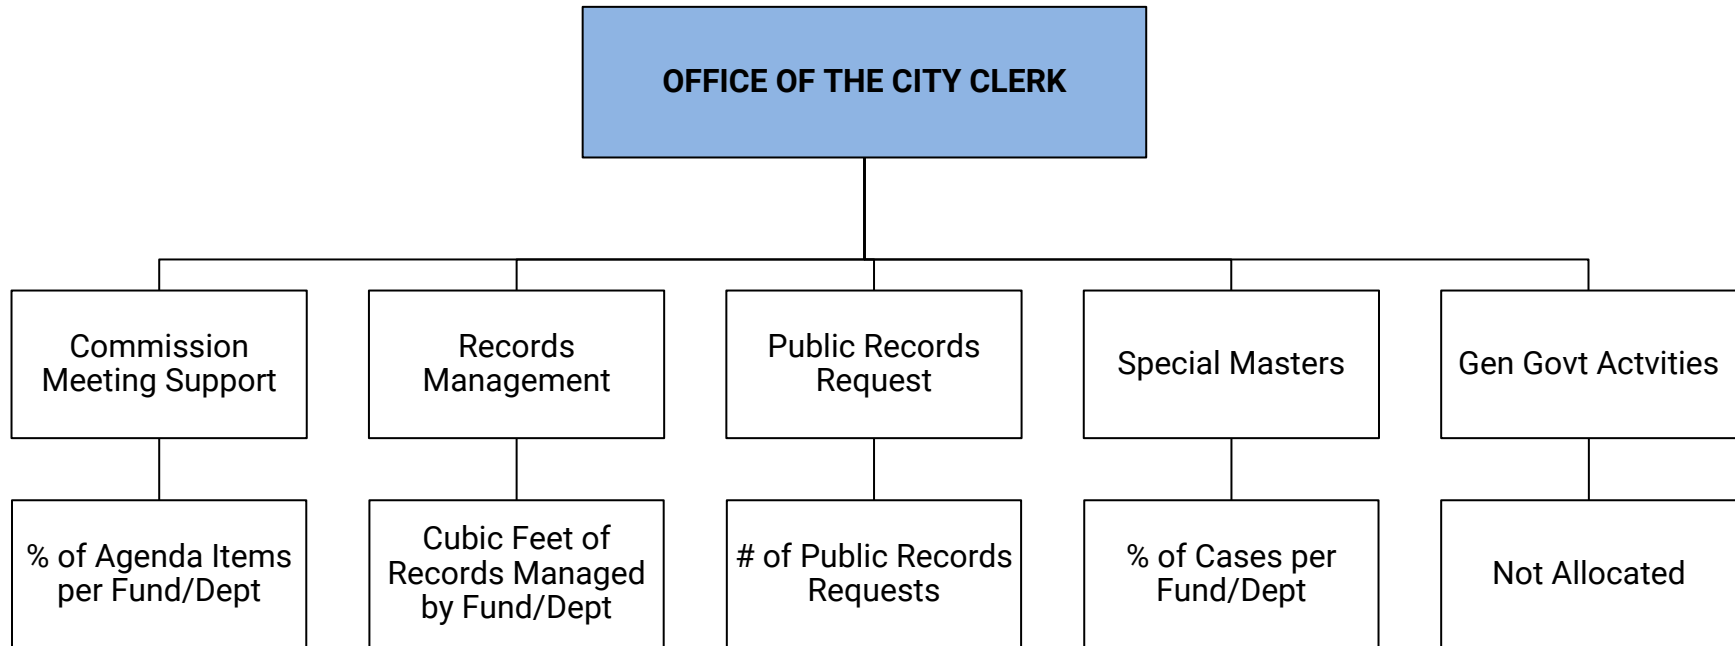 OFFICE OF THE CITY CLERK
Commission
Meeting Support
Records
Management
Public Records
Request
Special Masters
Gen Govt Actvities
% of Agenda Items
per Fund/Dept
Cubic Feet of
Records Managed
by Fund/Dept
# of Public Records
Requests
% of Cases per
Fund/Dept
Not Allocated